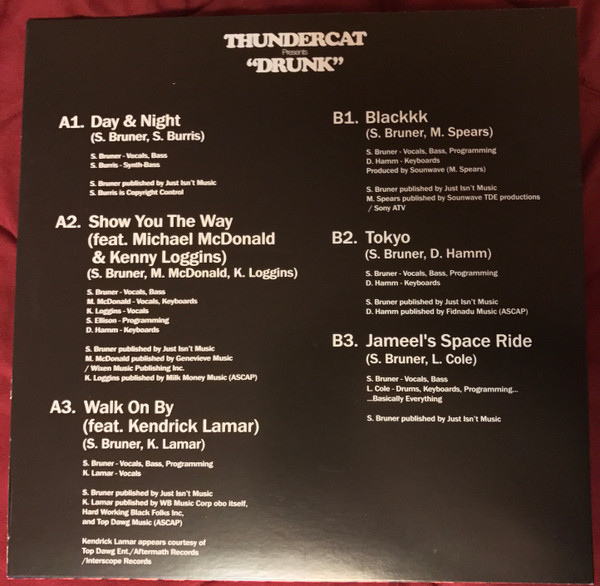 THUNDERCAT
Presents
“DRUNK”
A1. Day & Night
(S. Bruner, S. Burris)
S. Bruner - Vocals, Bass
S. Burris - Synth-Bass
S. Bruner published by Just Isn't Music
S. Burris is Copyright Control
A2. Show You The Way
(feat. Michael McDonald
& Kenny Loggins)
(S. Bruner, M. McDonald, K. Loggins)
S. Bruner - Vocals, Bass
M. McDonald - Vocals, Keyboards
K. Loggins - Vocals
S. Ellison - Programming
D. Hamm - Keyboards
S. Bruner published by Just Isn't Music
M. McDonald published by Genevieve Music
/ Wixen Music Publishing Inc.
K. Loggins published by Milk Money Music (ASCAP)
A3. Walk On By
(feat. Kendrick Lamar)
(S. Bruner, K. Lamar)
S. Bruner - Vocals, Bass, Programming
K. Lamar - Vocals
S. Bruner published by Just Isn't Music
K. Lamar published by WB Music Corp obo itself,
Hard Working Black Folks Inc,
and Top Dawg Music (ASCAP)
Kendrick Lamar appears courtesy of
Top Dawg Ent./Aftermath Records
/Interscope Records
B1. Blackkk
(S. Bruner, M. Spears)
S. Bruner - Vocals, Bass, Programming
D. Hamm - Keyboards
Produced by Sounwave (M. Spears)
S. Bruner published by Just Isn't Music
M. Spears published by Sounwave TDE productions
/ Sony ATV
B2. Tokyo
(S. Bruner, D. Hamm)
S. Bruner - Vocals, Bass, Programming
D. Hamm - Keyboards
S. Bruner published by Just Isn't Music
D. Hamm published by Fidnadu Music (ASCAP)
B3. Jameel's Space Ride
(S. Bruner, L. Cole)
S. Bruner - Vocals, Bass
L. Cole - Drums, Keyboards, Programming...
...Basically Everything
S. Bruner published by Just Isn't Music